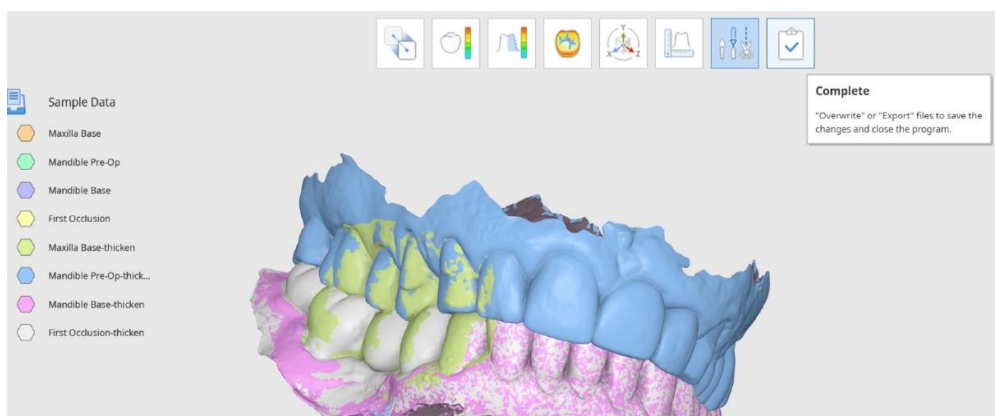 Complete
"Overwrite" or "Export" files to save the
changes and close the program.
Sample Data
Maxilla Base
Mandible Pre-Op
Mandible Base
First Occlusion
Maxilla Base-thicken
Mandible Pre-Op-thick...
Mandible Base-thicken
First Occlusion-thicken